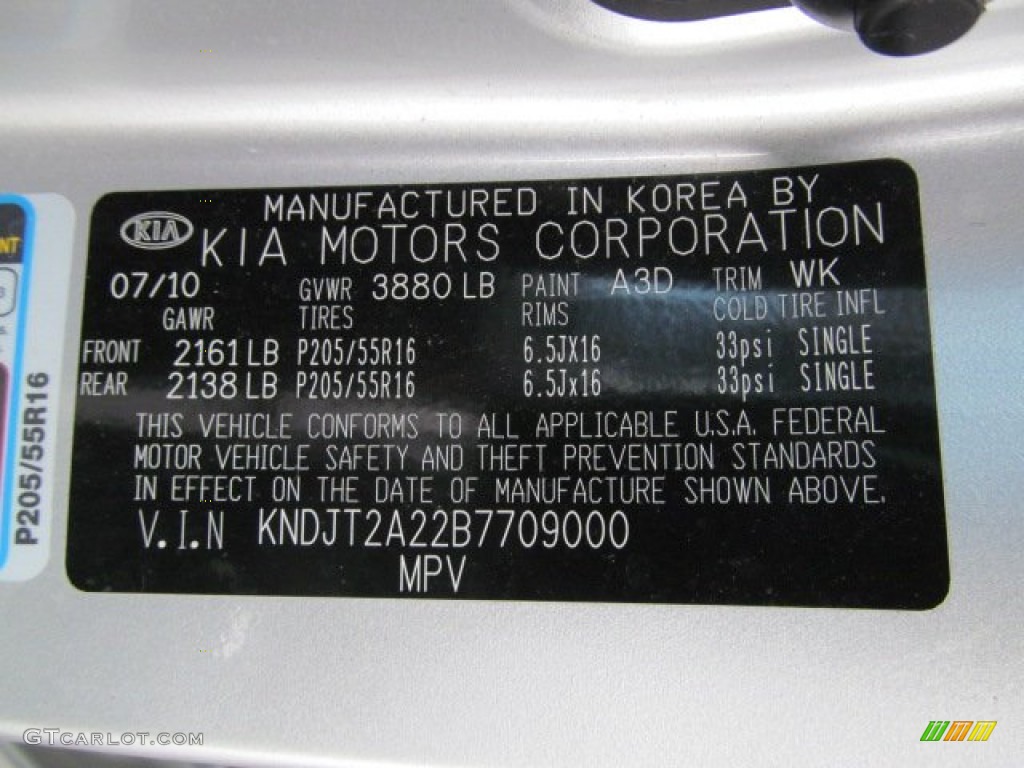 MANUFACTURED IN KOREA BY
KIA KIA MOTORS CORPORATION
07/10 GVWR 3880 LB PAINT A3D TRIM WK
GAWR TIRES RIMS COLD TIRE INFL
FRONT 2161 LB P205/55R16 6.5JX16 33psi SINGLE
REAR 2138 LB P205/55R16 6.5Jx16 33psi SINGLE
THIS VEHICLE CONFORMS TO ALL APPLICABLE U.S.A. FEDERAL
MOTOR VEHICLE SAFETY AND THEFT PREVENTION STANDARDS
IN EFFECT ON THE DATE OF MANUFACTURE SHOWN ABOVE.
V.I.N KNDJT2A22B7709000
MPV
P205/55R16
GTCARLOT.COM